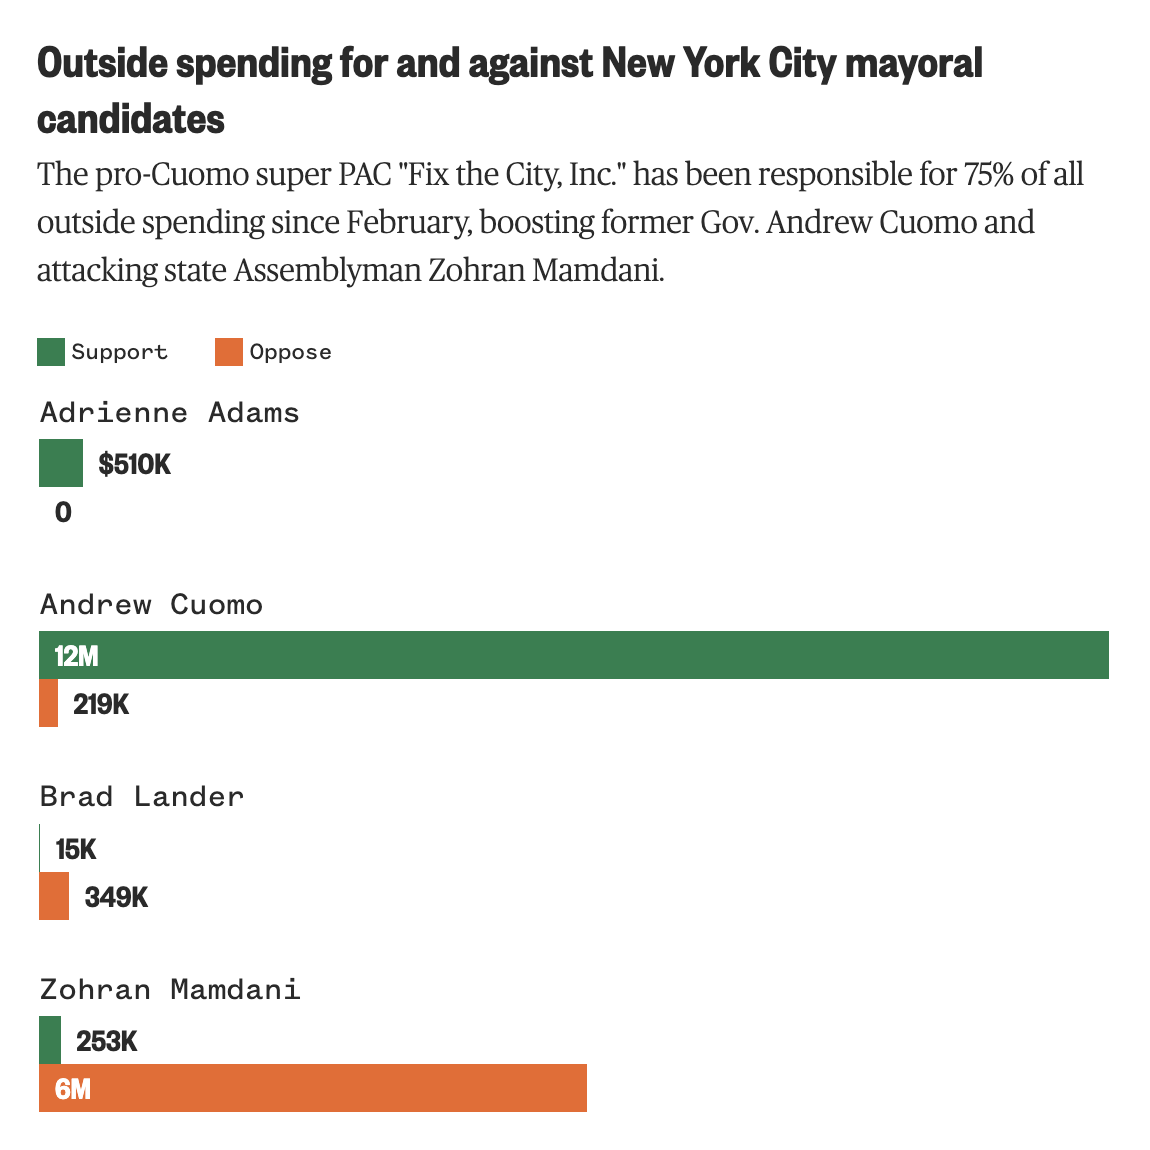 Outside spending for and against New York City mayoral
candidates
The pro-Cuomo super PAC "Fix the City, Inc." has been responsible for 75% of all
outside spending since February, boosting former Gov. Andrew Cuomo and
attacking state Assemblyman Zohran Mamdani.
Support Oppose
Adrienne Adams
$510K
0
Andrew Cuomo
12M
219K
Brad Lander
15K
349K
Zohran Mamdani
253K
6M